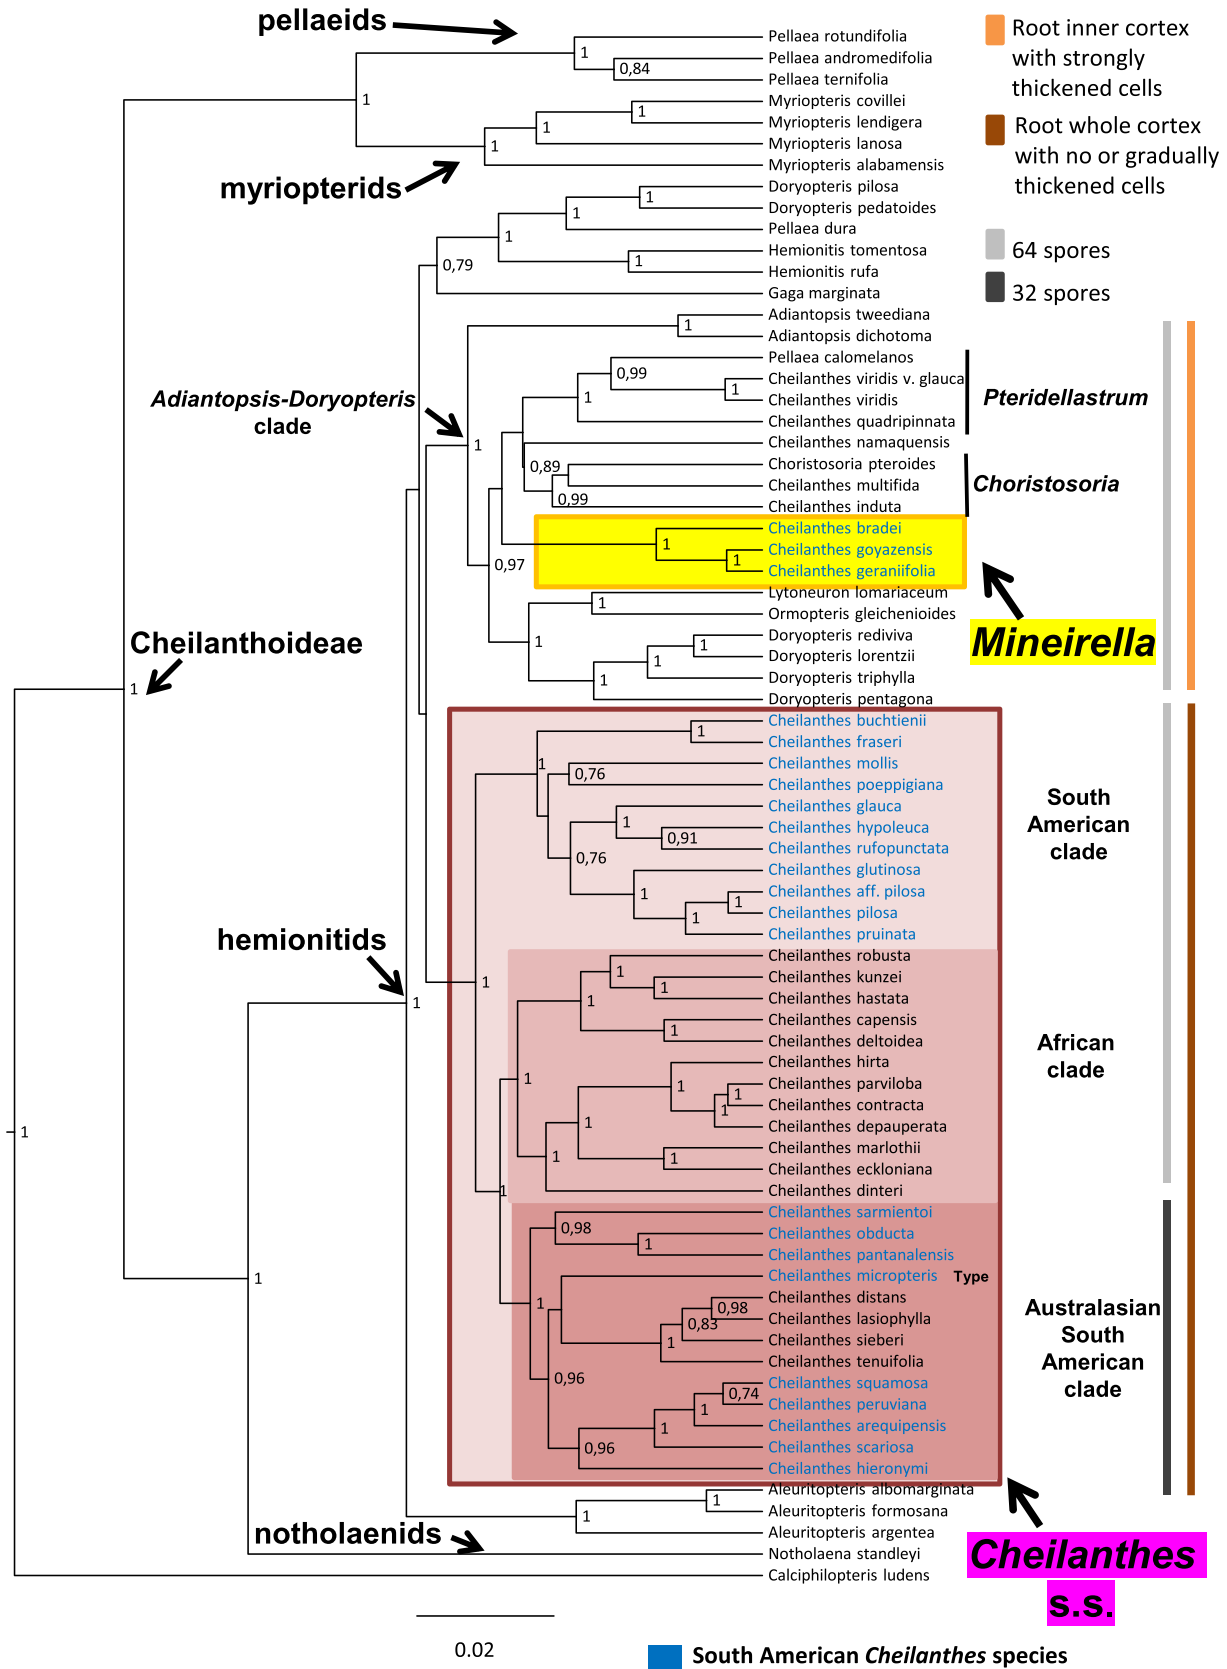 pellaeids
Pellaea rotundifolia
1
Pellaea andromedifolia
0,84
Pellaea ternifolia
1
Myriopteris covillei
1
Myriopteris lendigera
1
Myriopteris lanosa
1
Myriopteris alabamensis
myriopterids
Doryopteris pilosa
1
Doryopteris pedatoides
1
Pellaea dura
1
Hemionitis tomentosa
1
Hemionitis rufa
0,79
Gaga marginata
Adiantopsis tweediana
1
Adiantopsis dichotoma
Pellaea calomelanos
0,99
Cheilanthes viridis v. glauca
1
Cheilanthes viridis
1
Cheilanthes quadripinnata
Pteridellastrum
Adiantopsis-Doryopteris
clade
1
Cheilanthes namaquensis
0,89
Choristosoria pteroides
Cheilanthes multifida
0,99
Cheilanthes induta
Choristosoria
Cheilanthes bradei
1
Cheilanthes goyazensis
1
Cheilanthes geraniifolia
0,97
Mineirella
Lytoneuron lomariaceum
1
Ormopteris gleichenioides
1
Doryopteris rediviva
1
Doryopteris lorentzii
1
Doryopteris triphylla
1
Doryopteris pentagona
Cheilanthoideae
1
Cheilanthes buchtienii
1
Cheilanthes fraseri
1
Cheilanthes mollis
0,76
Cheilanthes poeppigiana
Cheilanthes glauca
1
Cheilanthes hypoleuca
0,91
Cheilanthes rufopunctata
0,76
Cheilanthes glutinosa
1
Cheilanthes aff. pilosa
1
Cheilanthes pilosa
1
Cheilanthes pruinata
South
American
clade
hemionitids
1
1
Cheilanthes robusta
1
Cheilanthes kunzei
1
Cheilanthes hastata
1
Cheilanthes capensis
1
Cheilanthes deltoidea
1
Cheilanthes hirta
1
Cheilanthes parviloba
1
Cheilanthes contracta
1
Cheilanthes depauperata
1
Cheilanthes marlothii
1
Cheilanthes eckloniana
1
Cheilanthes dinteri
1
African
clade
1
Cheilanthes sarmientoi
0,98
Cheilanthes obducta
1
Cheilanthes pantanalensis
Cheilanthes micropteris Type
1
Cheilanthes distans
0,98
Cheilanthes lasiophylla
0,83
Cheilanthes sieberi
1
Cheilanthes tenuifolia
0,96
Cheilanthes squamosa
0,74
Cheilanthes peruviana
1
Cheilanthes arequipensis
1
Cheilanthes scariosa
0,96
Cheilanthes hieronymi
Australasian
South
American
clade
1
Aleuritopteris albomarginata
1
Aleuritopteris formosana
1
Aleuritopteris argentea
notholaenids
Notholaena standleyi
Calciphilopteris ludens
Cheilanthes
s.s.
0.02
South American Cheilanthes species
Root inner cortex
with strongly
thickened cells
Root whole cortex
with no or gradually
thickened cells
64 spores
32 spores